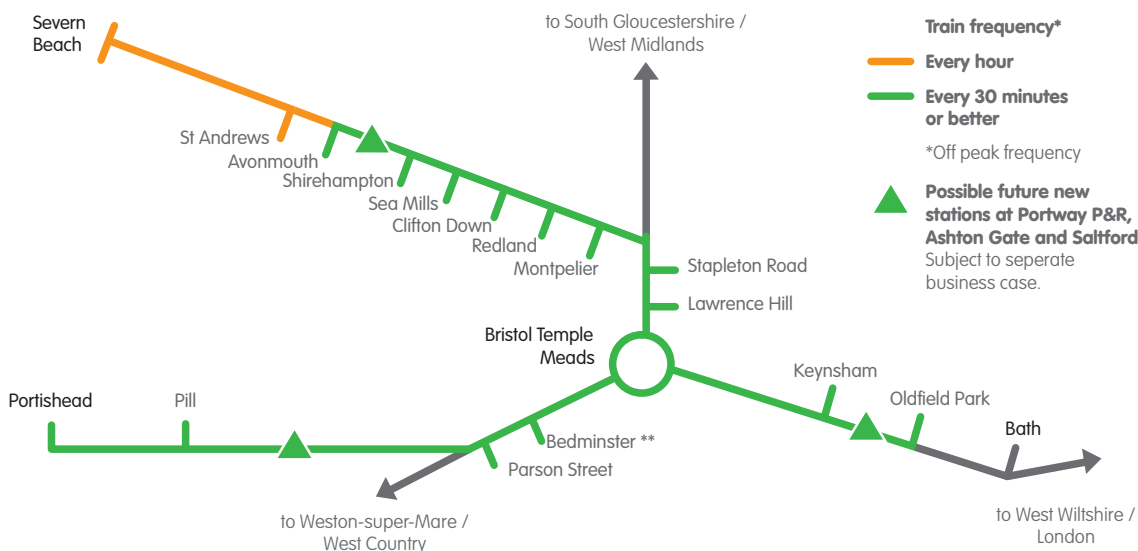 Severn
Beach
to South Gloucestershire /
West Midlands
Train frequency*
Every hour
Every 30 minutes
or better
*Off peak frequency
Possible future new
stations at Portway P&R,
Ashton Gate and Saltford
Subject to seperate
business case.
St Andrews
Avonmouth
Shirehampton
Sea Mills
Clifton Down
Redland
Montpelier
Stapleton Road
Lawrence Hill
Bristol Temple
Meads
Portishead
Pill
Bedminster **
Parson Street
to Weston-super-Mare /
West Country
Keynsham
Oldfield Park
Bath
to West Wiltshire /
London